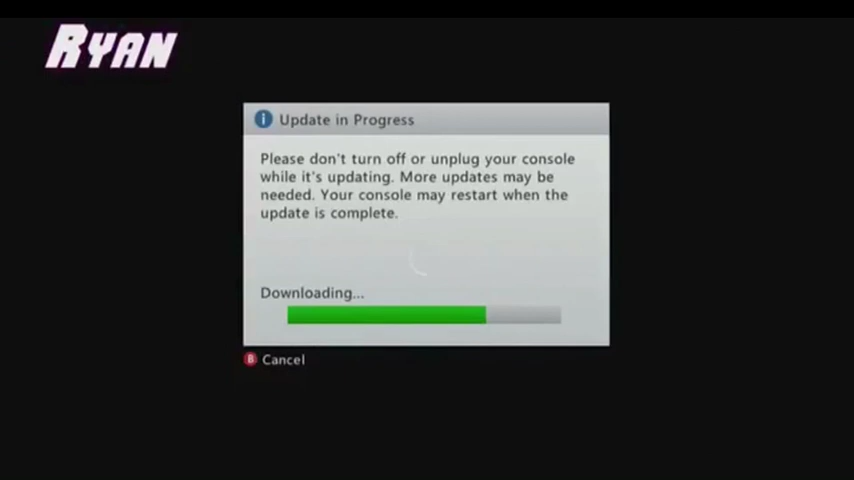 Ryan
i Update in Progress
Please don't turn off or unplug your console
while it's updating. More updates may be
needed. Your console may restart when the
update is complete.
Downloading...
B Cancel